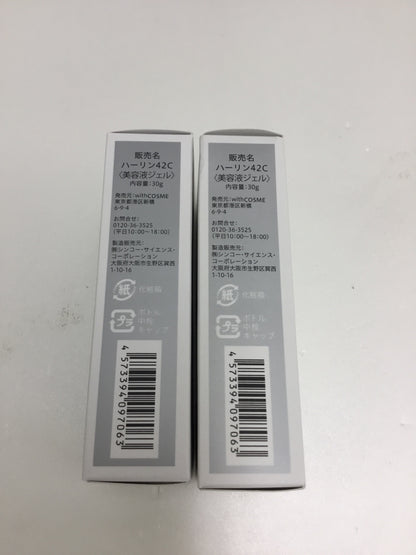 販売名
ハーリン42C
〈美容液ジェル〉
内容量:30g
発売元:withCOSME
東京都港区新橋
6-9-4
お問合せ:
0120-36-3525
(平日10:00〜18:00)
製造販売元:
㈱シンコー・サイエンス・
コーポレーション
大阪府大阪市生野区巽西
1-10-16
紙
化粧箱
プラ
ボトル
中栓
キャップ
4573394097063
販売名
ハーリン42C
〈美容液ジェル〉
内容量:30g
発売元:withCOSME
東京都港区新橋
6-9-4
お問合せ:
0120-36-3525
(平日10:00〜18:00)
製造販売元:
㈱シンコー・サイエンス・
コーポレーション
大阪府大阪市生野区巽西
1-10-16
紙
化粧箱
プラ
ボトル
中栓
キャップ
4573394097063